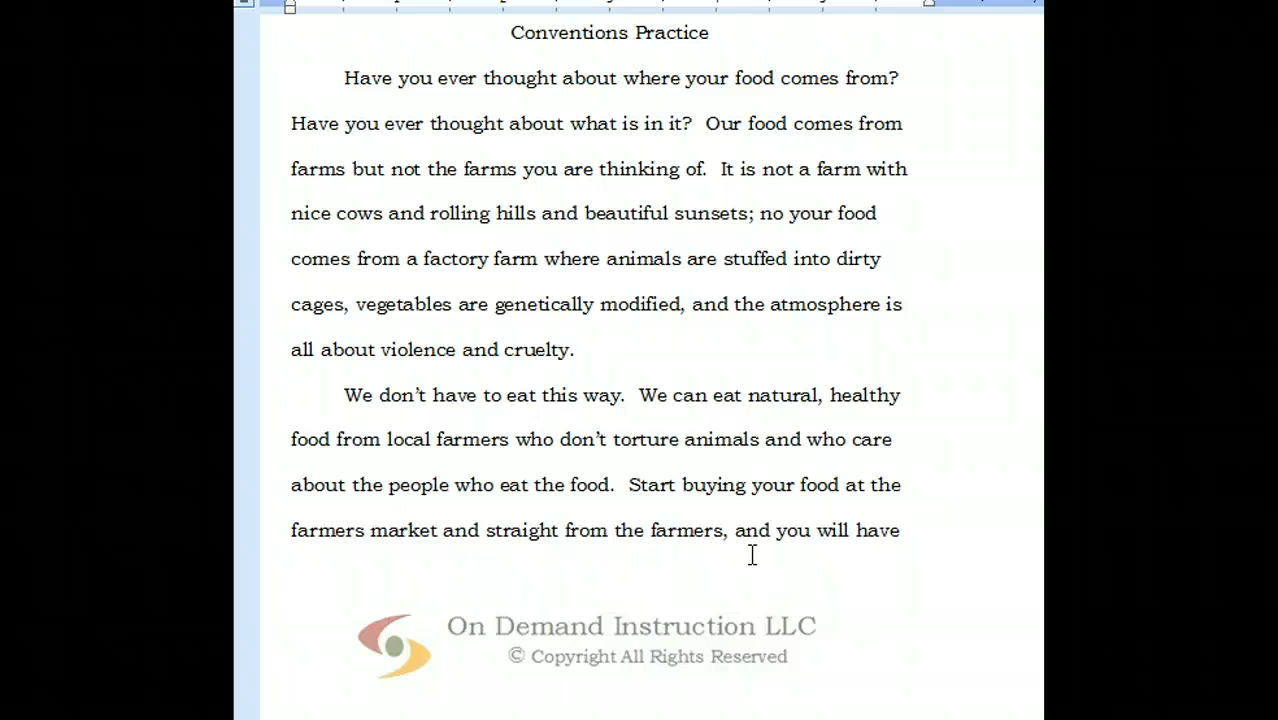 Conventions Practice
Have you ever thought about where your food comes from?
Have you ever thought about what is in it?  Our food comes from
farms but not the farms you are thinking of.  It is not a farm with
nice cows and rolling hills and beautiful sunsets; no your food
comes from a factory farm where animals are stuffed into dirty
cages, vegetables are genetically modified, and the atmosphere is
all about violence and cruelty.
We don’t have to eat this way.  We can eat natural, healthy
food from local farmers who don’t torture animals and who care
about the people who eat the food.  Start buying your food at the
farmers market and straight from the farmers, and you will have
On Demand Instruction LLC
© Copyright All Rights Reserved